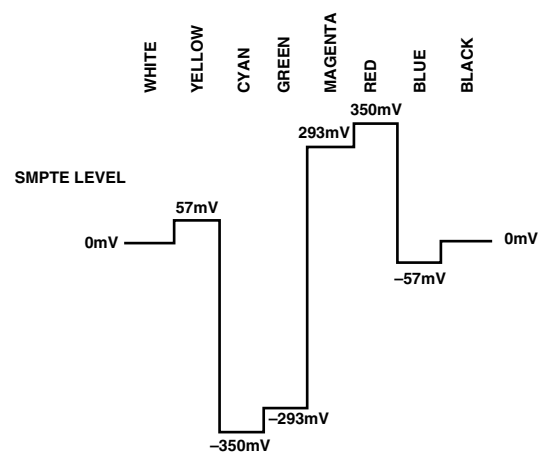 WHITE
YELLOW
CYAN
GREEN
MAGENTA
RED
BLUE
BLACK
350mV
293mV
SMPTE LEVEL
57mV
0mV
0mV
–57mV
–293mV
–350mV